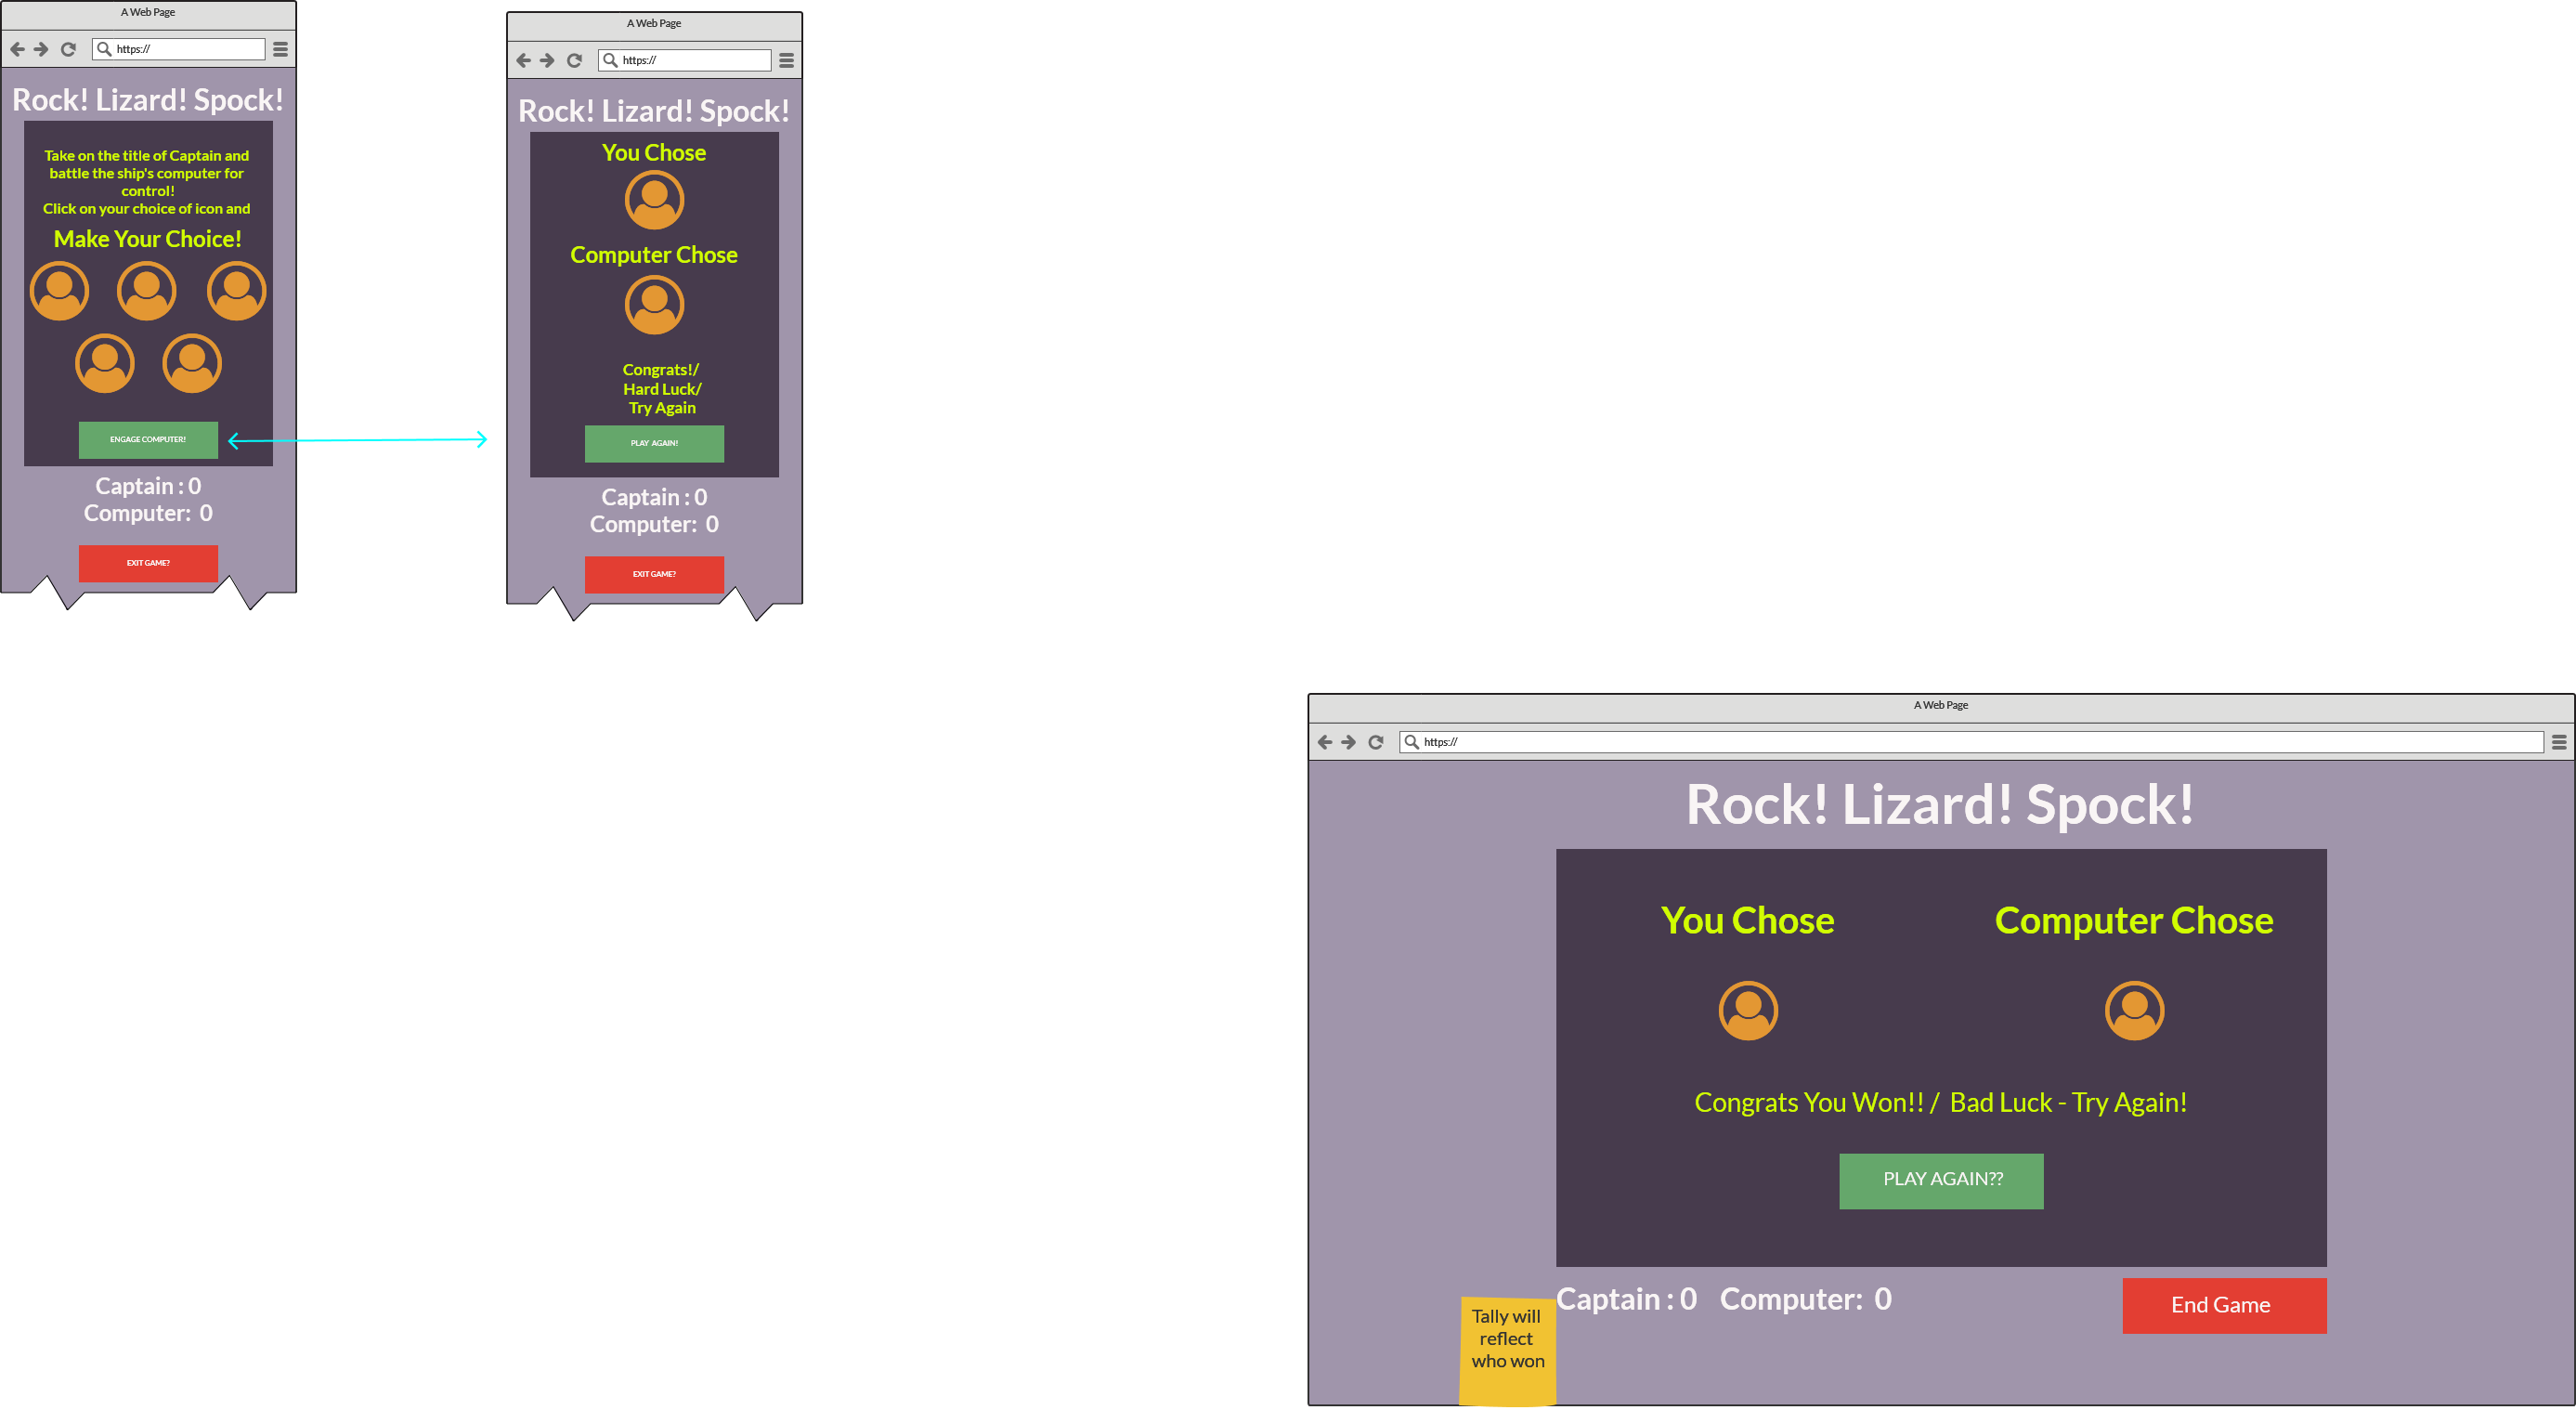 A Web Page
https://
Rock! Lizard! Spock!
Take on the title of Captain and
battle the ship's computer for
control!
Click on your choice of icon and
Make Your Choice!
ENGAGE COMPUTER!
Captain : 0
Computer: 0
EXIT GAME?
A Web Page
https://
Rock! Lizard! Spock!
You Chose
Computer Chose
Congrats!/
Hard Luck/
Try Again
PLAY AGAIN!
Captain : 0
Computer: 0
EXIT GAME?
A Web Page
https://
Rock! Lizard! Spock!
You Chose Computer Chose
Congrats You Won!! / Bad Luck - Try Again!
PLAY AGAIN??
Captain : 0 Computer: 0
End Game
Tally will
reflect
who won